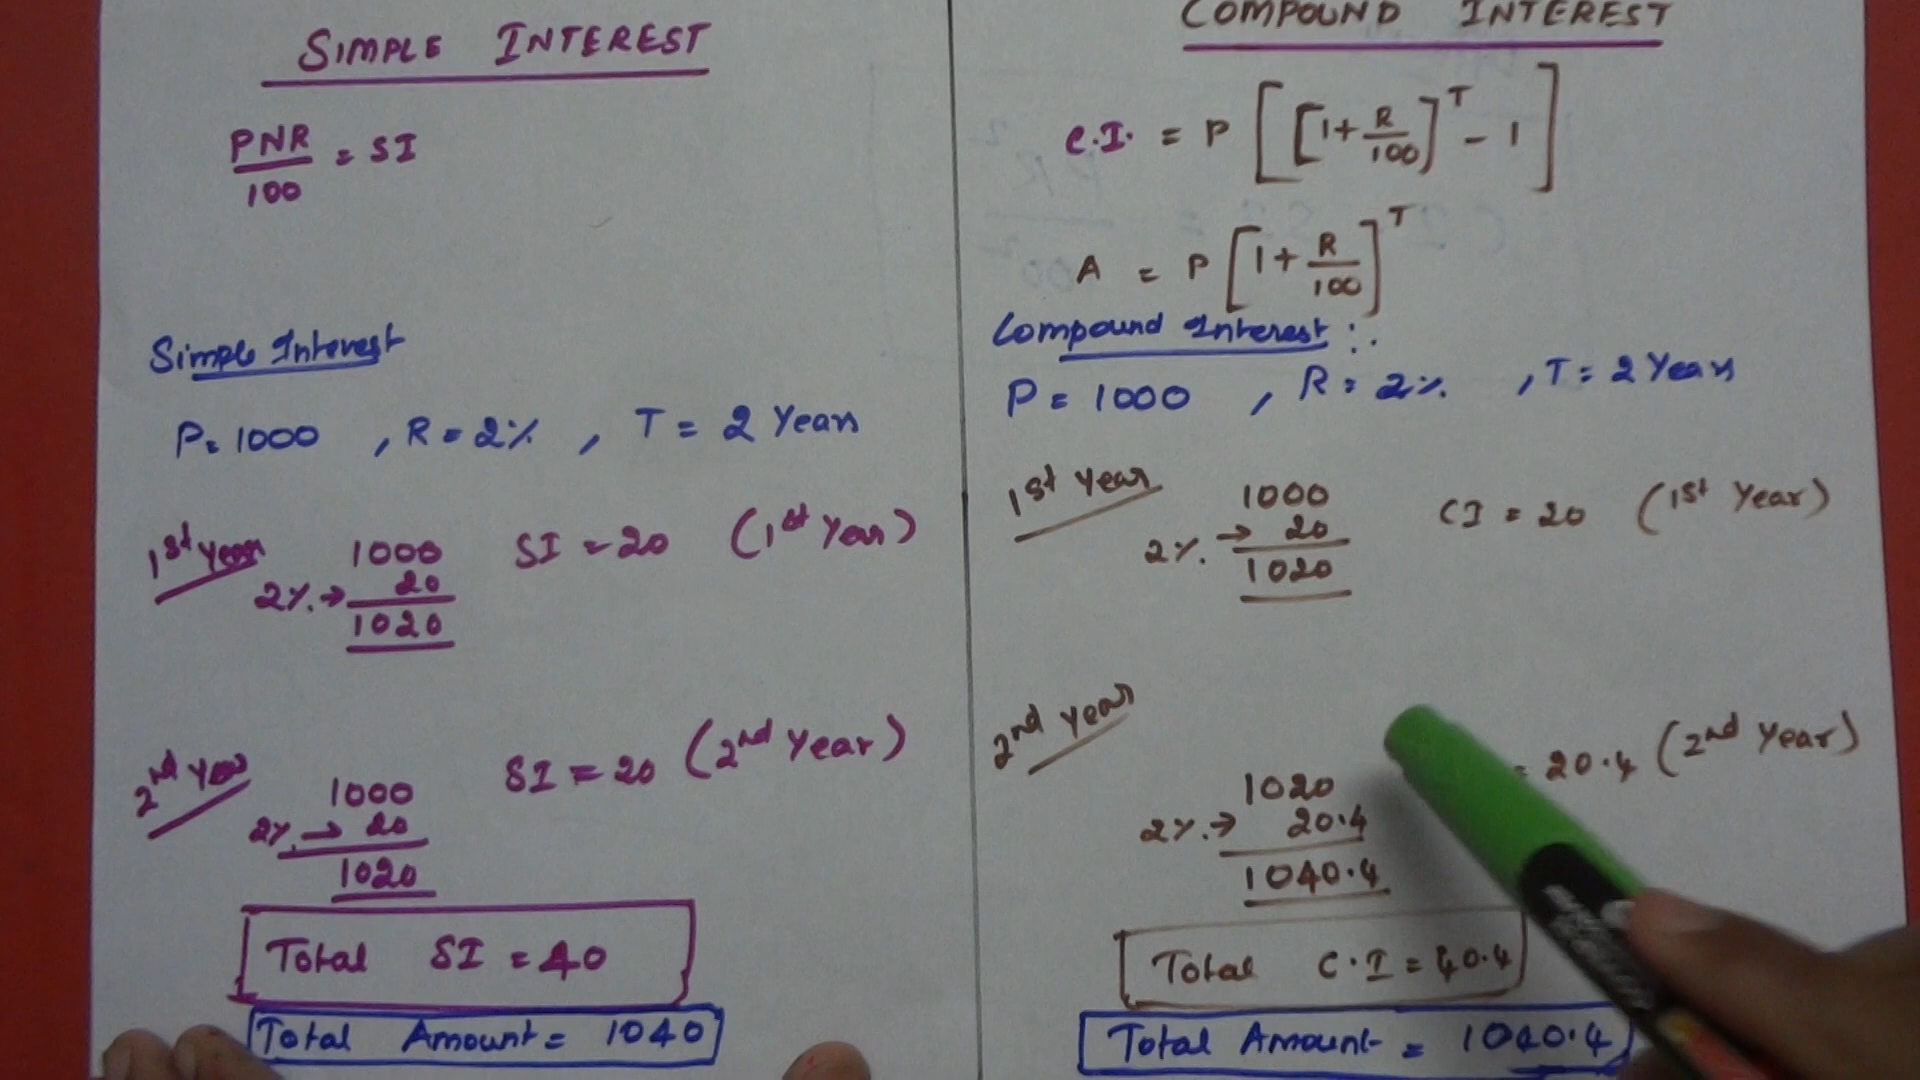 SIMPLE INTEREST
PNR
100
= SI
Simple Interest
P=1000 , R=2% , T=2 Years
1st year
1000
2%.→ 20
1020
SI=20 (1st Year)
2nd year
1000
2%.→ 20
1020
SI=20 (2nd Year)
Total SI=40
Total Amount= 1040
COMPOUND INTEREST
C.I. = P [[1+R/100]^T - 1]
A = P [1+R/100]^T
Compound Interest:.
P=1000 , R=2%. , T=2 Years
1st Year
1000
2%.→ 20
1020
CI=20 (1st Year)
2nd year
1020
2%.→ 20.4
1040.4
= 20.4 (2nd Year)
Total C.I=40.4
Total Amount = 1040.4